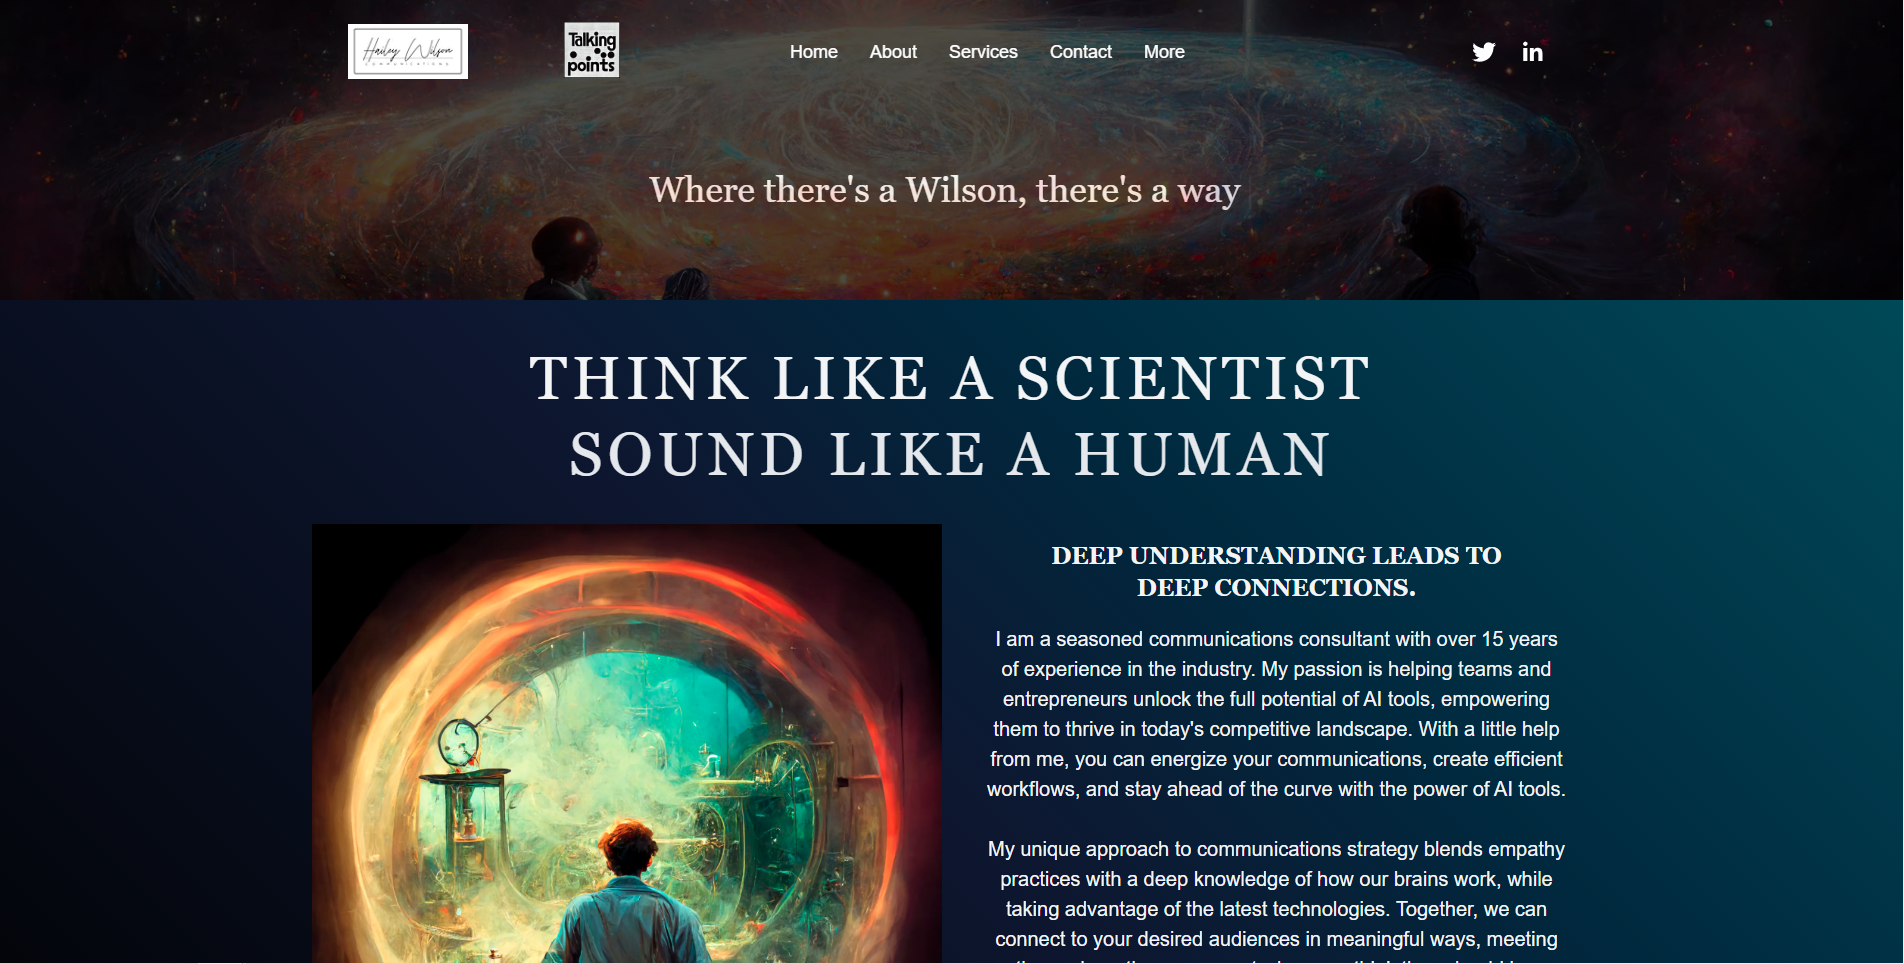 Hailey Wilson
COMMUNICATIONS
Talking
points
Home
About
Services
Contact
More
Where there's a Wilson, there's a way
THINK LIKE A SCIENTIST
SOUND LIKE A HUMAN
DEEP UNDERSTANDING LEADS TO
DEEP CONNECTIONS.
I am a seasoned communications consultant with over 15 years
of experience in the industry. My passion is helping teams and
entrepreneurs unlock the full potential of AI tools, empowering
them to thrive in today's competitive landscape. With a little help
from me, you can energize your communications, create efficient
workflows, and stay ahead of the curve with the power of AI tools.
My unique approach to communications strategy blends empathy
practices with a deep knowledge of how our brains work, while
taking advantage of the latest technologies. Together, we can
connect to your desired audiences in meaningful ways, meeting